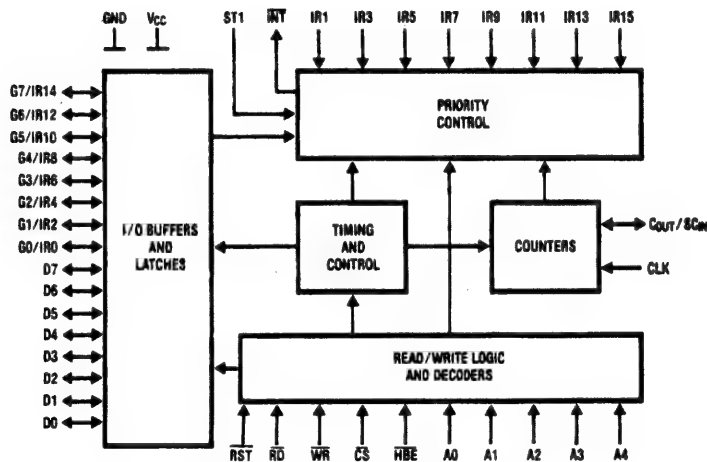 GND VCC ST1 INT IR1 IR3 IR5 IR7 IR9 IR11 IR13 IR15
G7/IR14
G6/IR12
G5/IR10
G4/IR8
G3/IR6
G2/IR4
G1/IR2
G0/IR0
D7
D6
D5
D4
D3
D2
D1
D0
I/O BUFFERS
AND
LATCHES
PRIORITY
CONTROL
TIMING
AND
CONTROL
COUNTERS
COUT/SCIN
CLK
READ/WRITE LOGIC
AND DECODERS
RST RD WR CS HBE A0 A1 A2 A3 A4